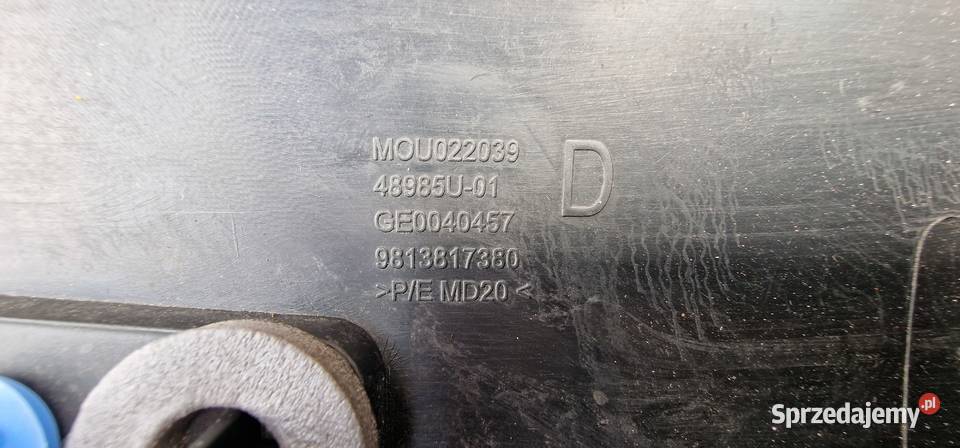 MOU022039
48985U-01
GE0040457
9813817380
>P/E MD20<
D
Sprzedajemy.pl